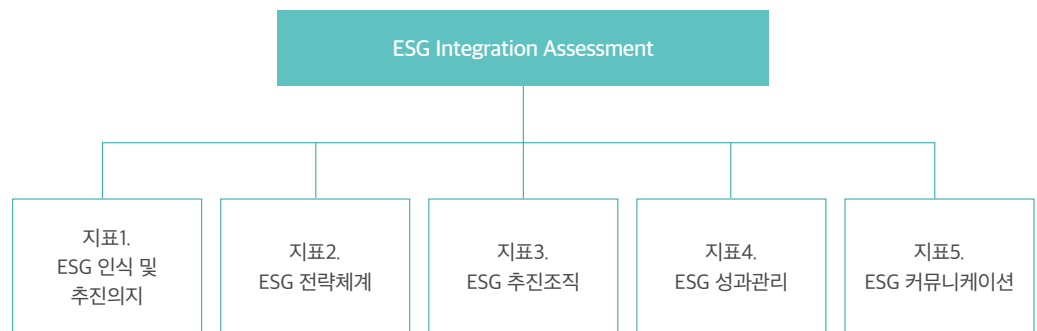 ESG Integration Assessment
지표1.
ESG 인식 및
추진의지
지표2.
ESG 전략체계
지표3.
ESG 추진조직
지표4.
ESG 성과관리
지표5.
ESG 커뮤니케이션